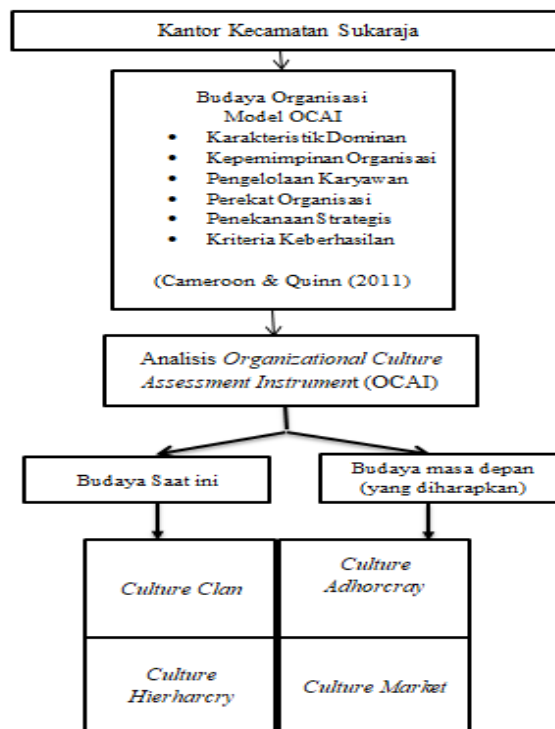 Kantor Kecamatan Sukaraja
Budaya Organisasi
Model OCAI
• Karakteristik Dominan
• Kepemimpinan Organisasi
• Pengelolaan Karyawan
• Perekat Organisasi
• Penekanaan Strategis
• Kriteria Keberhasilan
(Cameroon & Quinn (2011)
Analisis Organizational Culture
Assessment Instrument (OCAI)
Budaya Saat ini
Budaya masa depan
(yang diharapkan)
Culture Clan
Culture
Adhorcray
Culture
Hierharcry
Culture Market